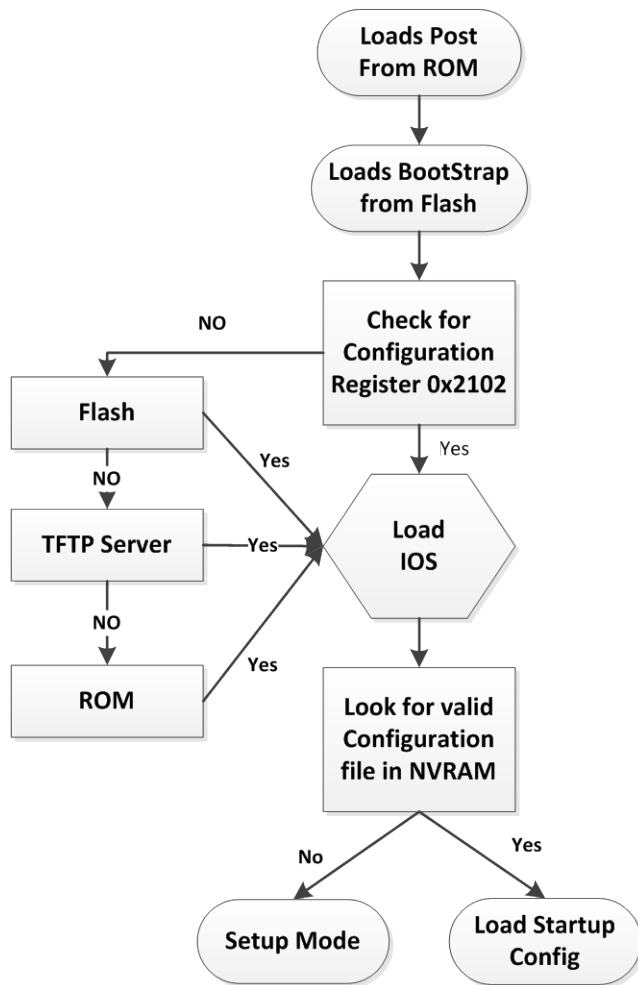 Loads Post
From ROM
Loads BootStrap
from Flash
Check for
Configuration
Register 0x2102
NO
Yes
Flash
Yes
NO
TFTP Server
Yes
Load
IOS
NO
ROM
Yes
Look for valid
Configuration
file in NVRAM
No
Yes
Setup Mode
Load Startup
Config